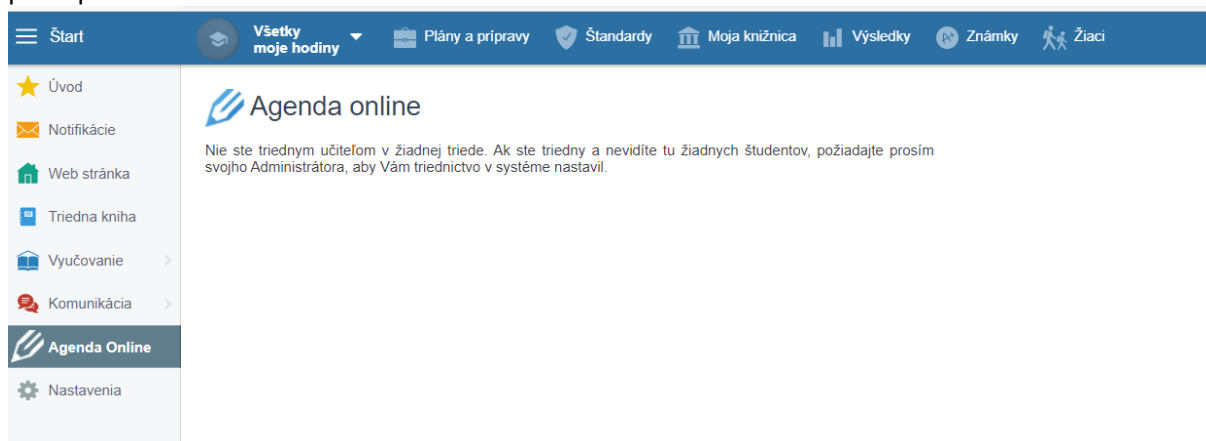 Štart
Všetky
moje hodiny
Plány a prípravy
Štandardy
Moja knižnica
Výsledky
Známky
Žiaci
Úvod
Notifikácie
Web stránka
Triedna kniha
Vyučovanie
Komunikácia
Agenda Online
Nastavenia
Agenda online
Nie ste triednym učiteľom v žiadnej triede. Ak ste triedny a nevidíte tu žiadnych študentov, požiadajte prosím
svojho Administrátora, aby Vám triednictvo v systéme nastavil.